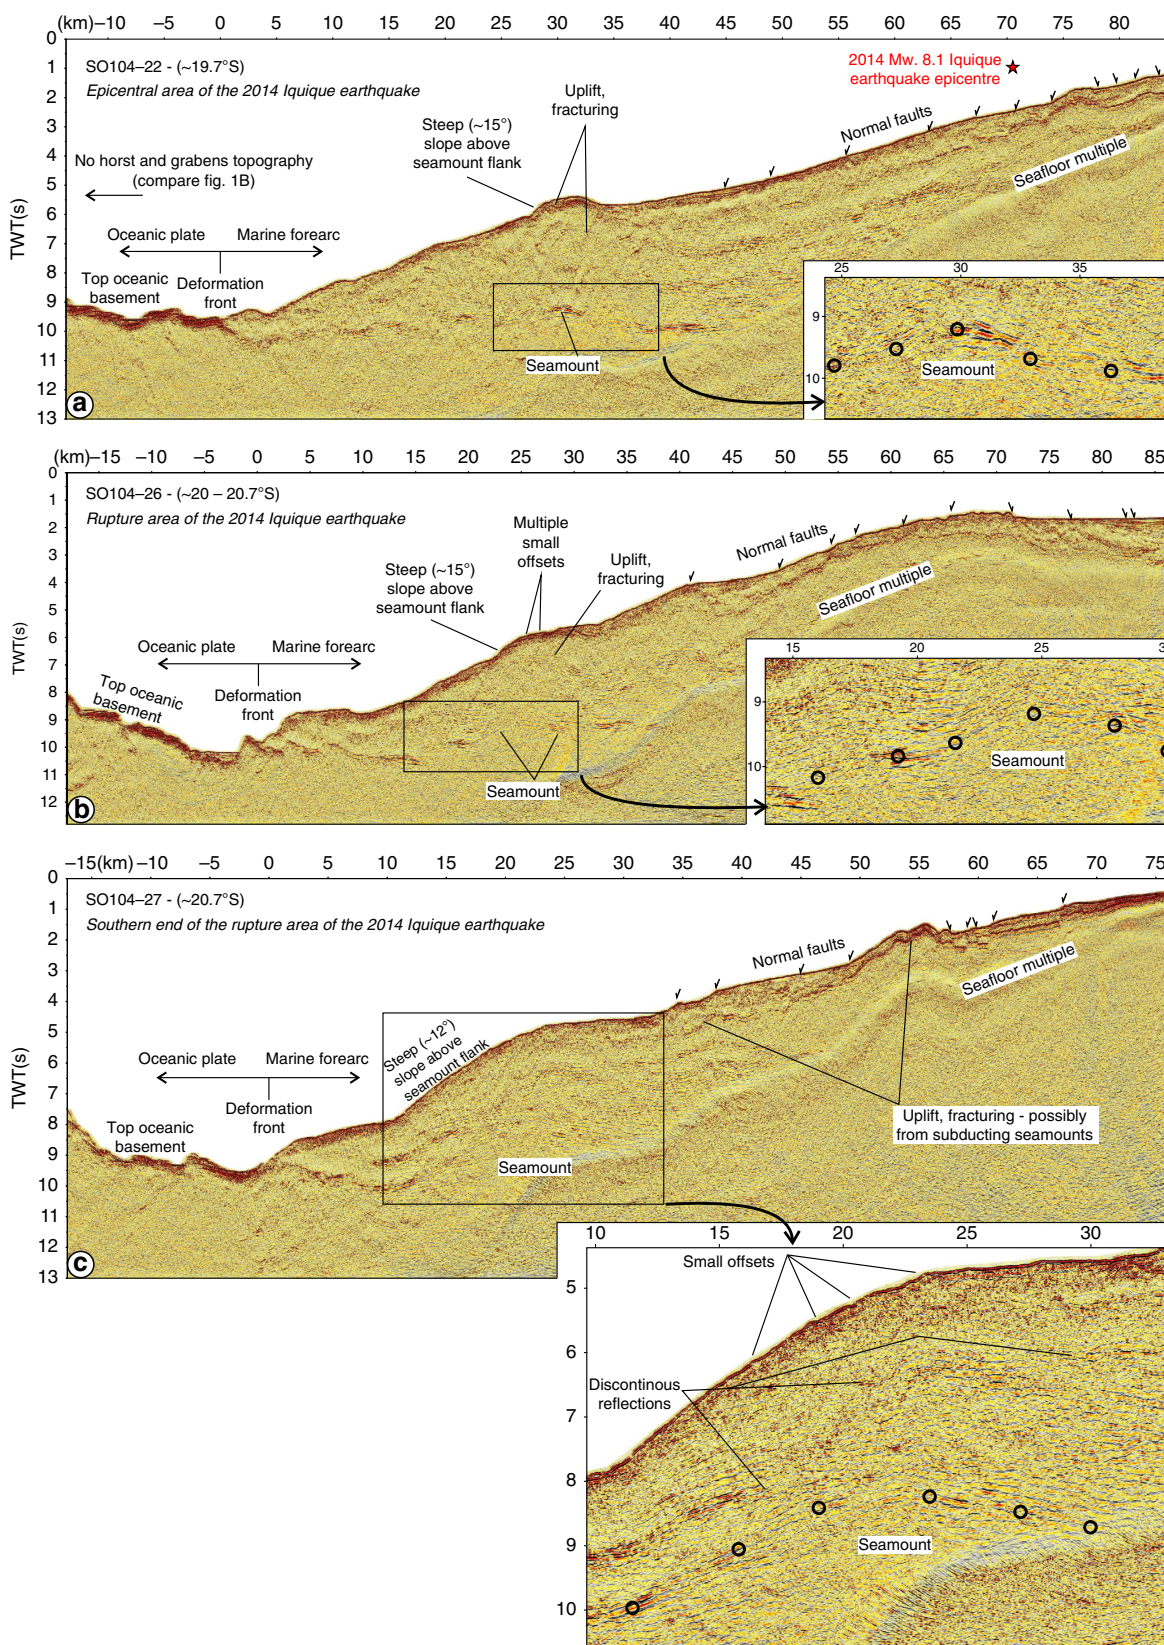 (km) −10 −5 0 5 10 15 20 25 30 35 40 45 50 55 60 65 70 75 80
0
SO104−22 - (~19.7°S)
Epicentral area of the 2014 Iquique earthquake
2014 Mw. 8.1 Iquique
earthquake epicentre
1
2
3
4
5
6
7
8
9
10
11
12
13
TWT(s)
Uplift,
fracturing
Steep (~15°)
slope above
seamount flank
Normal faults
Seafloor multiple
No horst and grabens topography
(compare fig. 1B)
Oceanic plate Marine forearc
Top oceanic
basement
Deformation
front
Seamount
25 30 35
9
10
Seamount
a
(km) −15 −10 −5 0 5 10 15 20 25 30 35 40 45 50 55 60 65 70 75 80 85
0
1
2
3
4
5
6
7
8
9
10
11
12
TWT(s)
SO104−26 - (~20 – 20.7°S)
Rupture area of the 2014 Iquique earthquake
Multiple
small
offsets
Steep (~15°)
slope above
seamount flank
Uplift,
fracturing
Normal faults
Seafloor multiple
Oceanic plate Marine forearc
Top oceanic
basement
Deformation
front
Seamount
15 20 25 30
9
10
Seamount
b
−15 (km) −10 −5 0 5 10 15 20 25 30 35 40 45 50 55 60 65 70 75
0
1
2
3
4
5
6
7
8
9
10
11
12
13
TWT(s)
SO104−27 - (~20.7°S)
Southern end of the rupture area of the 2014 Iquique earthquake
Normal faults
Seafloor multiple
Steep (~12°)
slope above
seamount flank
Oceanic plate Marine forearc
Deformation
front
Top oceanic
basement
Uplift, fracturing - possibly
from subducting seamounts
Seamount
c
10 15 20 25 30
5
6
7
8
9
10
Small offsets
Discontinous
reflections
Seamount